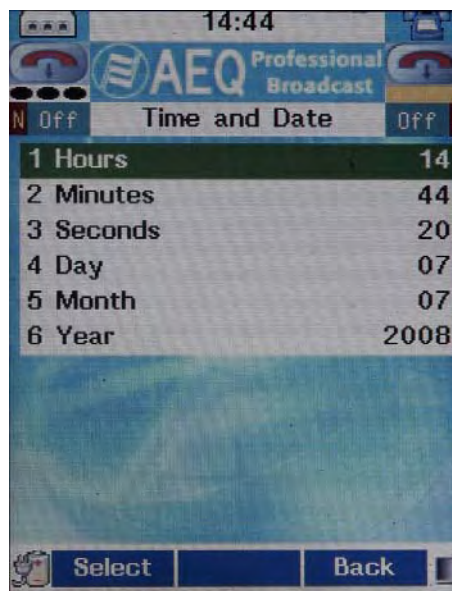 14:44
AEQ Professional Broadcast
N Off Time and Date Off
1 Hours 14
2 Minutes 44
3 Seconds 20
4 Day 07
5 Month 07
6 Year 2008
Select Back